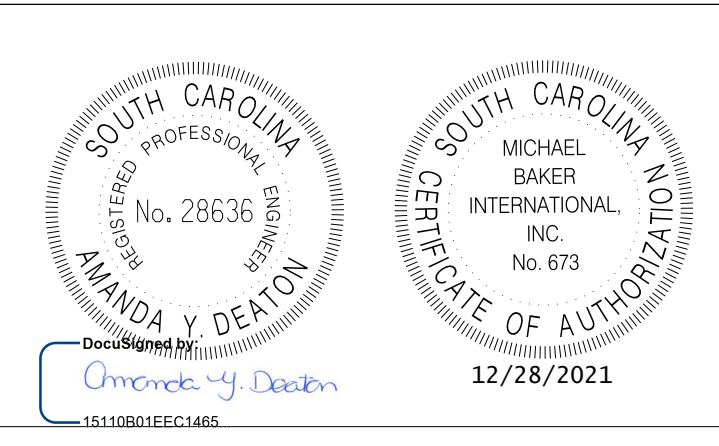 SOUTH CAROLINA
REGISTERED PROFESSIONAL ENGINEER
No. 28636
AMANDA Y. DEATON
DocuSigned by:
Amanda Y. Deaton
15110B01EEC1465...
SOUTH CAROLINA
MICHAEL
BAKER
INTERNATIONAL,
INC.
No. 673
CERTIFICATE OF AUTHORIZATION
12/28/2021